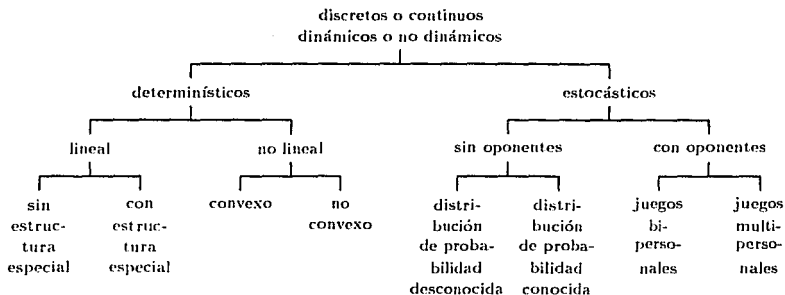 discretos o continuos
dinámicos o no dinámicos
determinísticos
estocásticos
lineal
no lineal
sin oponentes
con oponentes
sin
estruc-
tura
especial
con
estruc-
tura
especial
convexo
no
convexo
distri-
bución
de proba-
bilidad
desconocida
distri-
bución
de proba-
bilidad
conocida
juegos
bi-
perso-
nales
juegos
multi-
perso-
nales